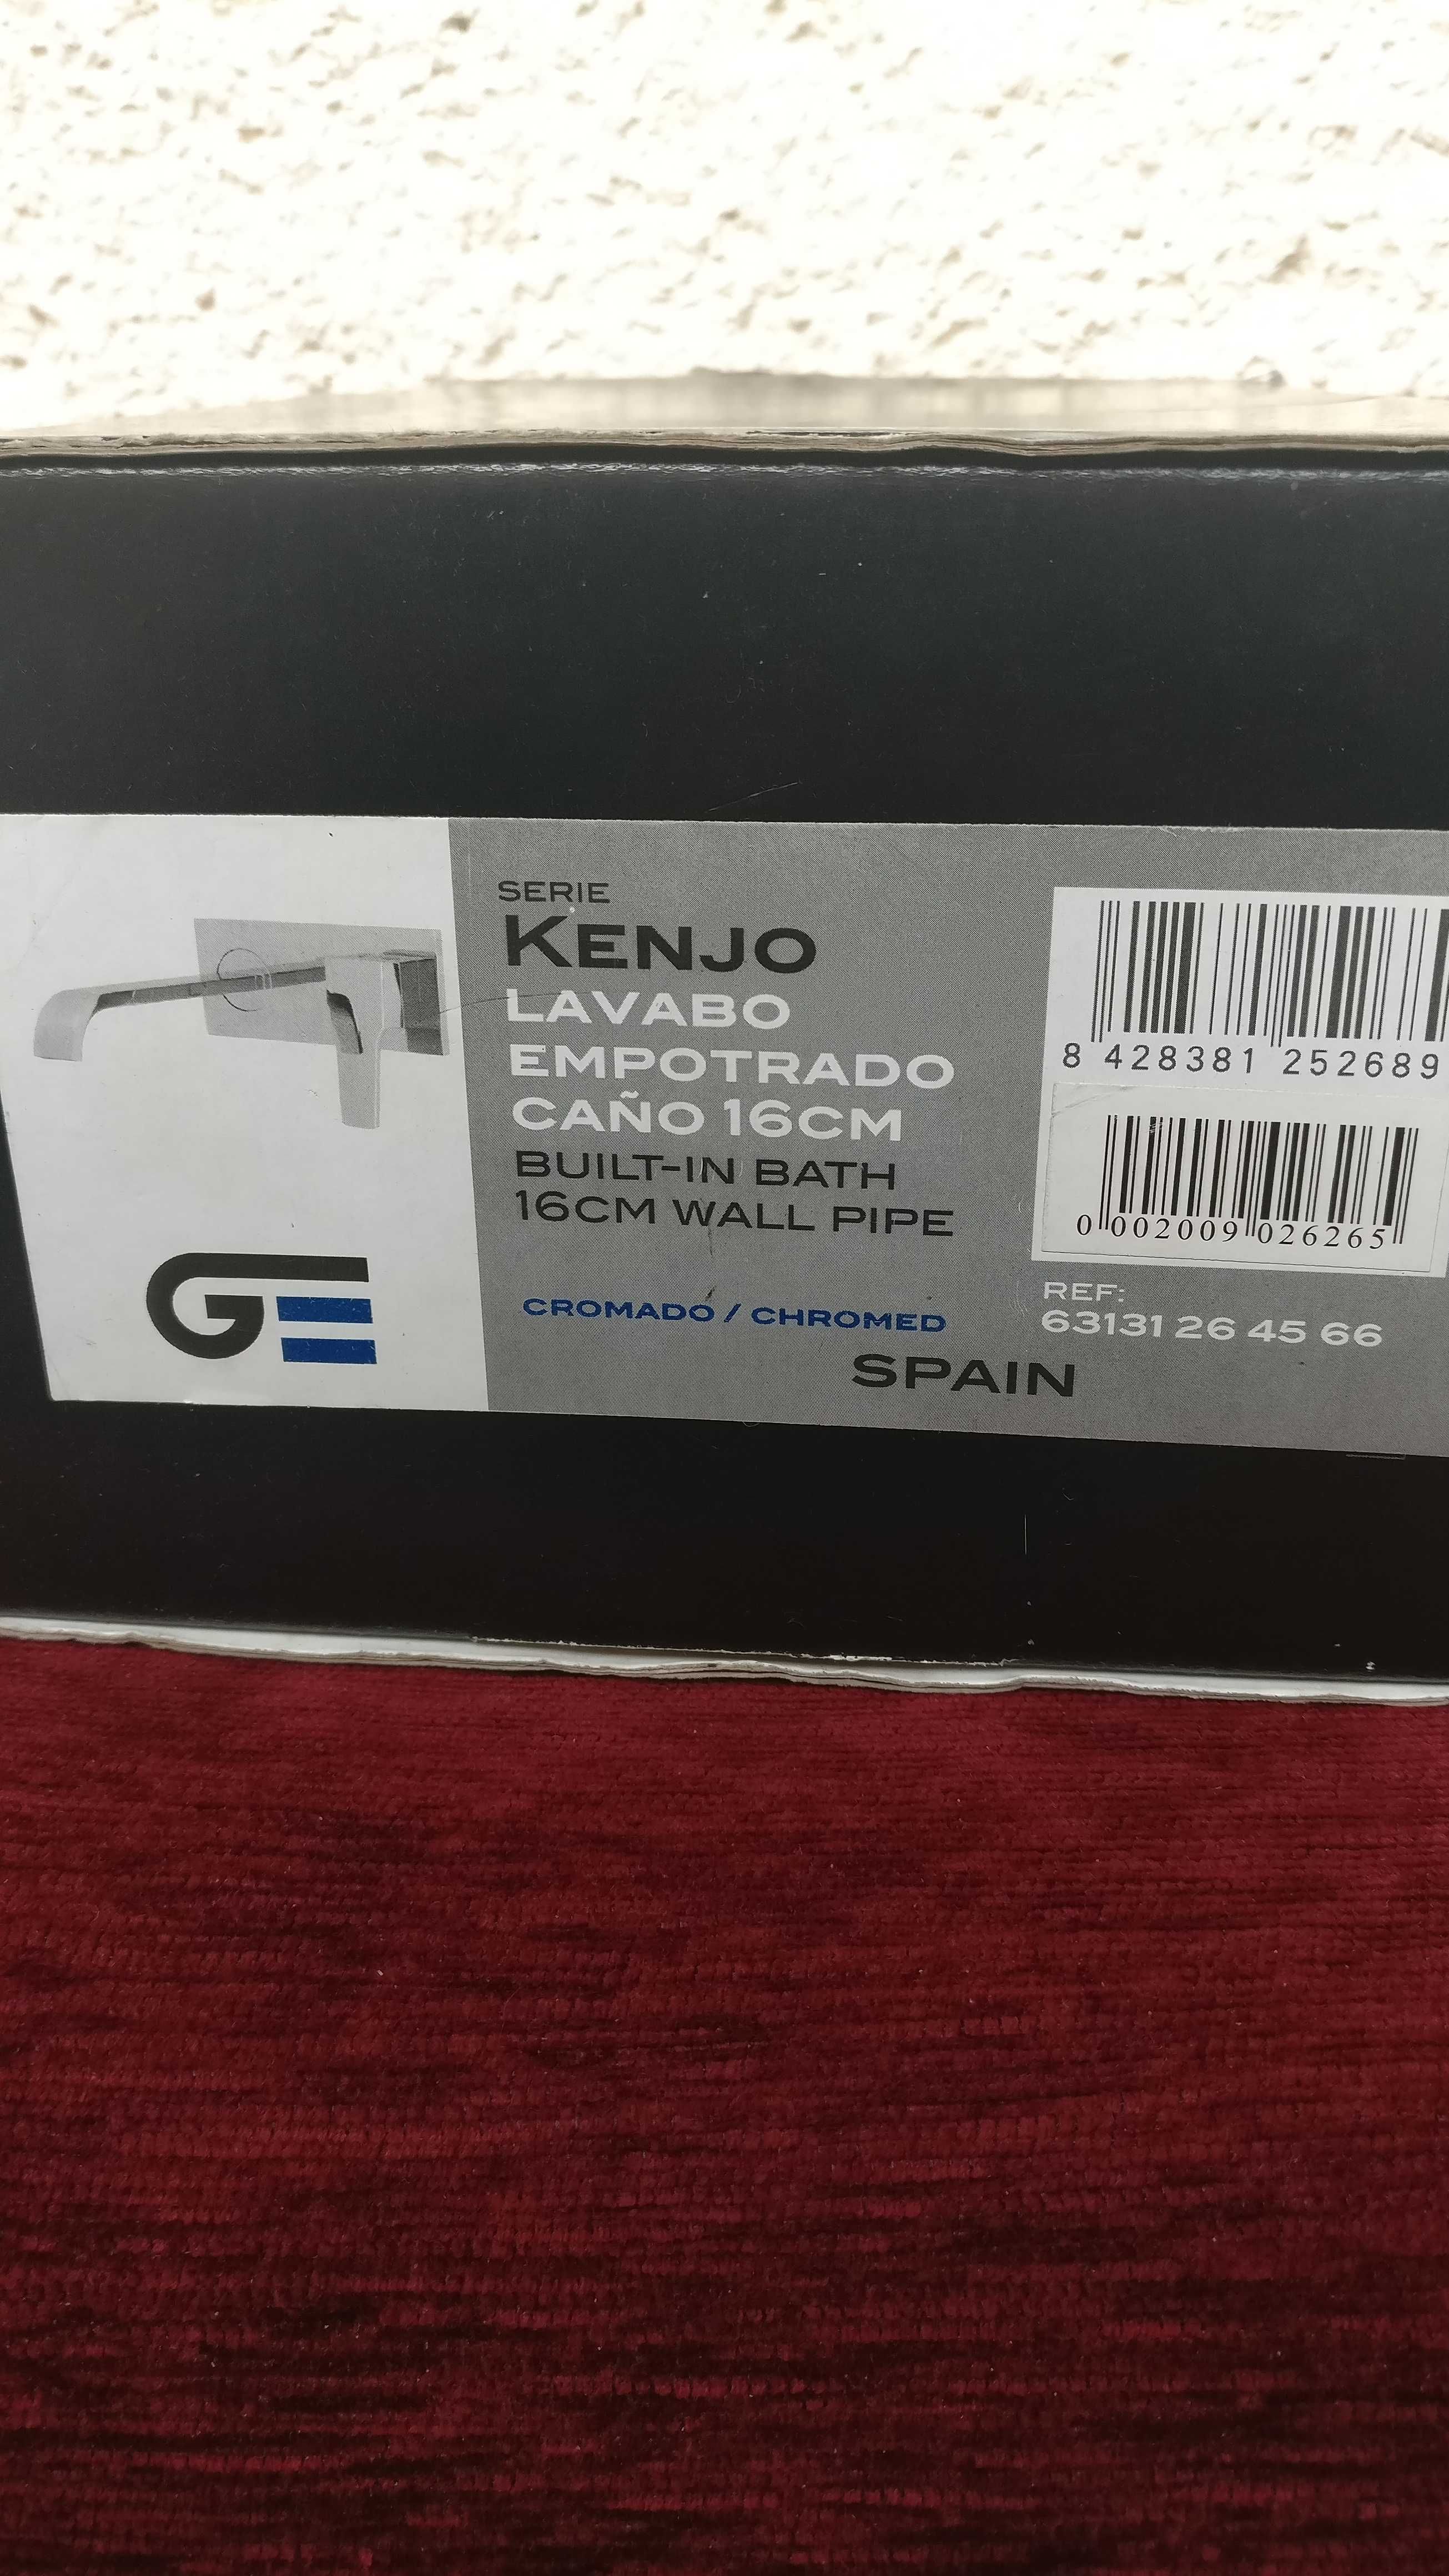 SERIE
KENJO
LAVABO
EMPOTRADO
CAÑO 16CM
BUILT-IN BATH
16CM WALL PIPE
CROMADO / CHROMED
SPAIN
GE
8 428381 252689
0 002009 026265
REF:
63131 26 45 66